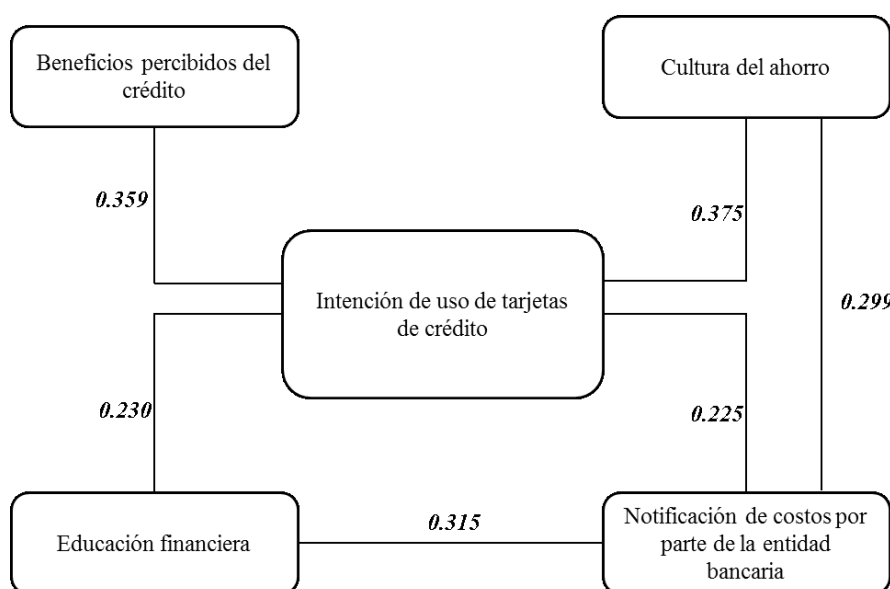 Beneficios percibidos del
crédito
Cultura del ahorro
0.359
0.375
Intención de uso de tarjetas
de crédito
0.299
0.230
0.225
Educación financiera
0.315
Notificación de costos por
parte de la entidad
bancaria